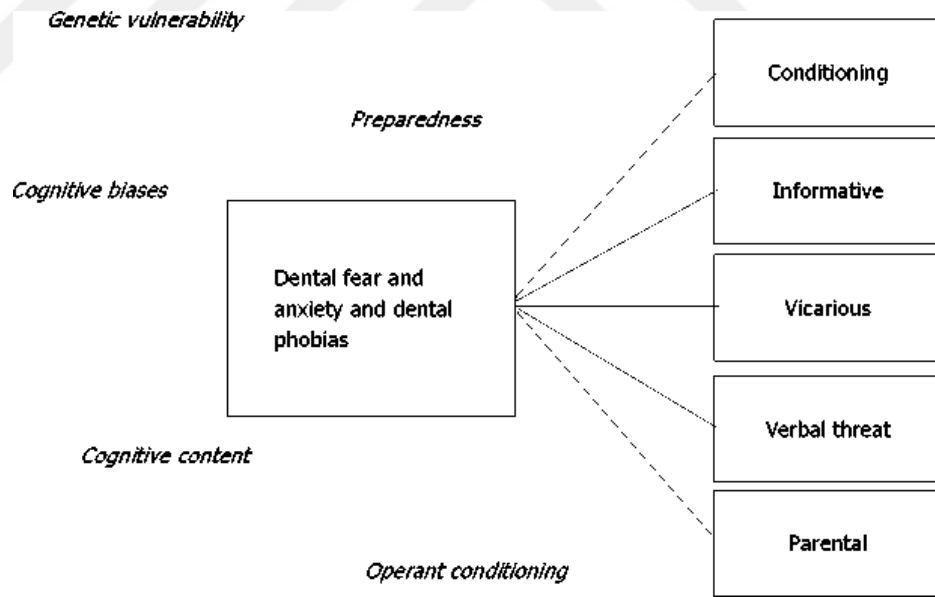 Genetic vulnerability
Conditioning
Preparedness
Cognitive biases
Informative
Dental fear and
anxiety and dental
phobias
Vicarious
Verbal threat
Cognitive content
Parental
Operant conditioning